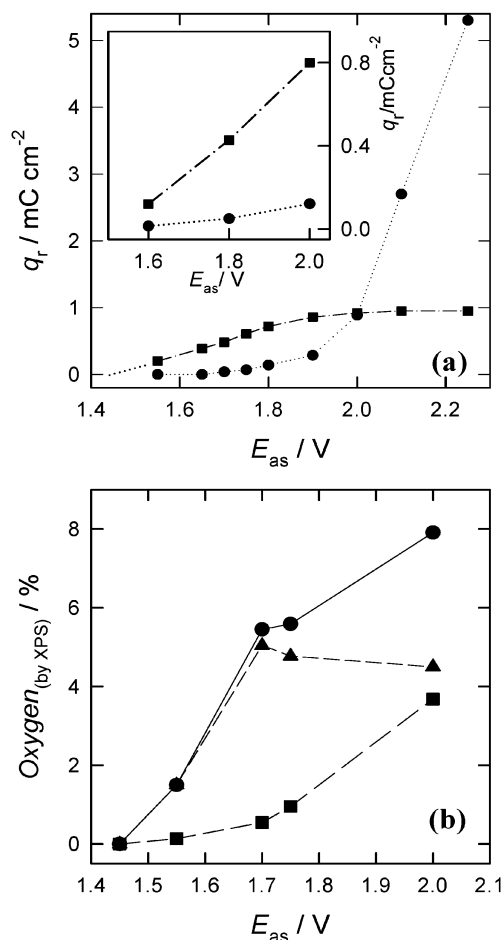 5
4
3
2
1
0
q_r / mC cm⁻²
0.8
0.4
0.0
q_r/mCcm⁻²
1.6 1.8 2.0
E_as / V
(a)
1.4 1.6 1.8 2.0 2.2
E_as / V
8
6
4
2
0
Oxygen_(by XPS) / %
(b)
1.4 1.5 1.6 1.7 1.8 1.9 2.0 2.1
E_as / V